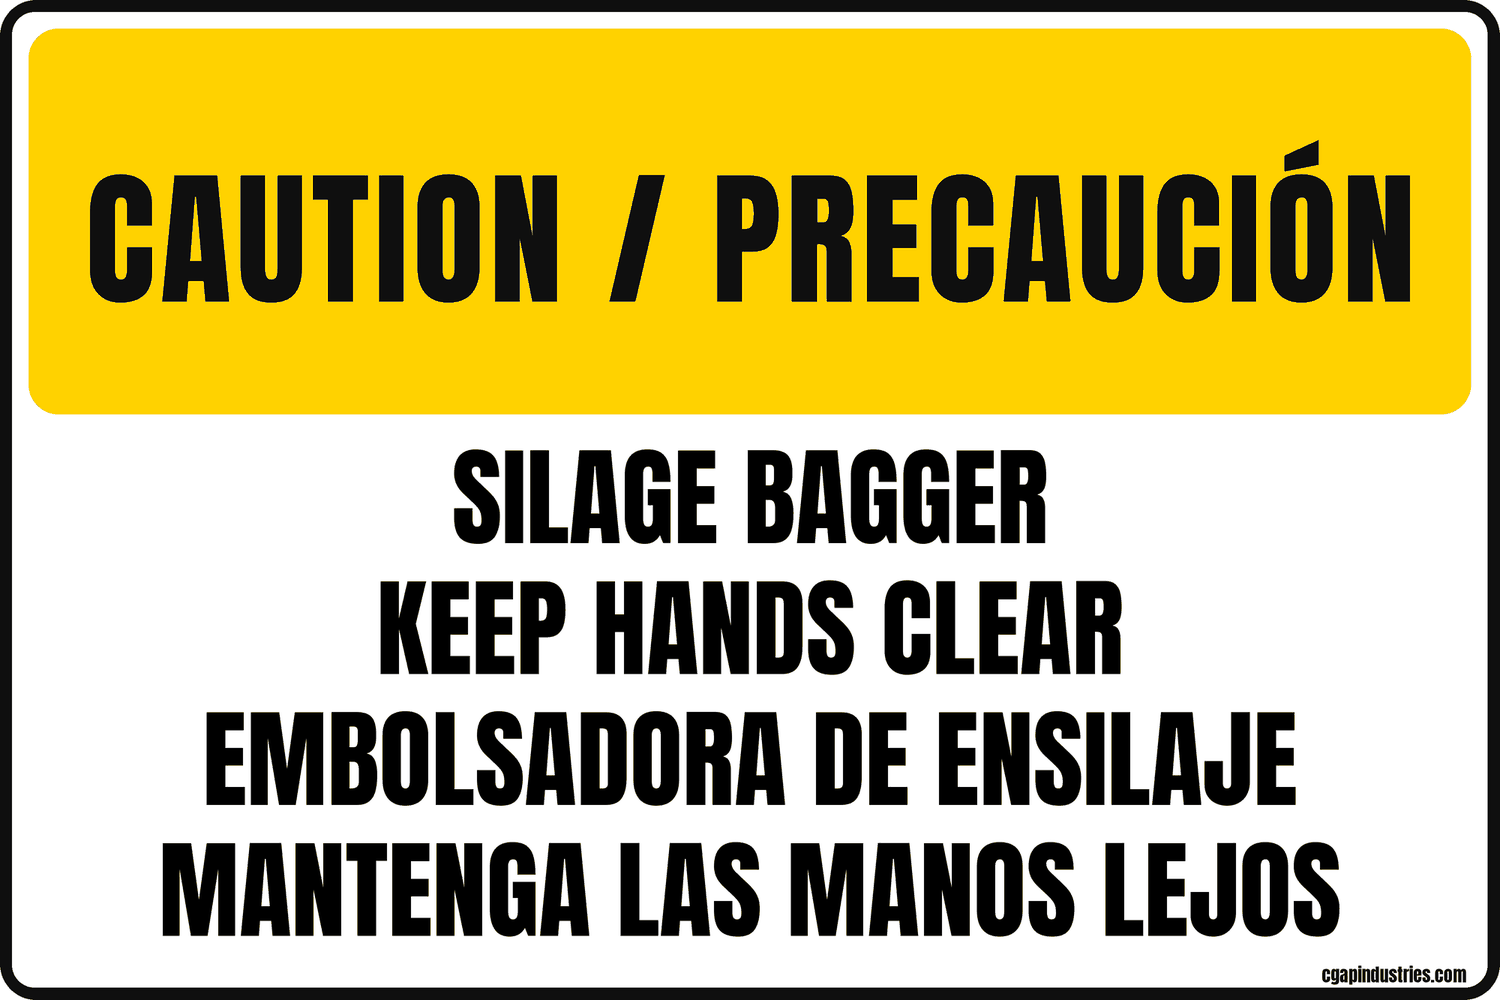 CAUTION / PRECAUCIÓN
SILAGE BAGGER
KEEP HANDS CLEAR
EMBOLSADORA DE ENSILAJE
MANTENGA LAS MANOS LEJOS
cgapindustries.com